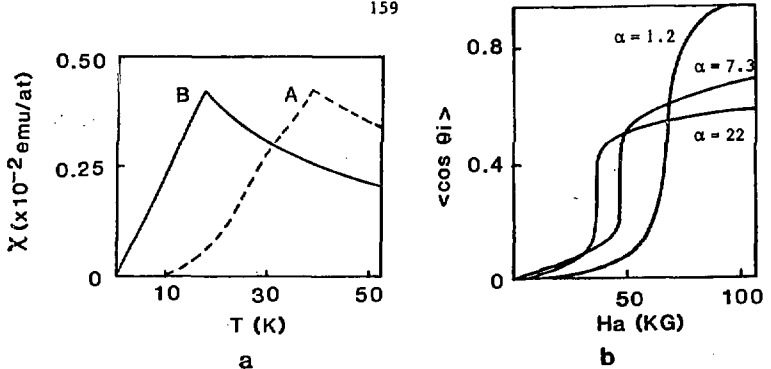 159
0.50
0.25
0
B
A
χ (x10⁻² emu/at)
10
30
50
T (K)
a
0.8
0.4
0
<cos θi>
α = 1.2
α = 7.3
α = 22
50
100
Ha (KG)
b